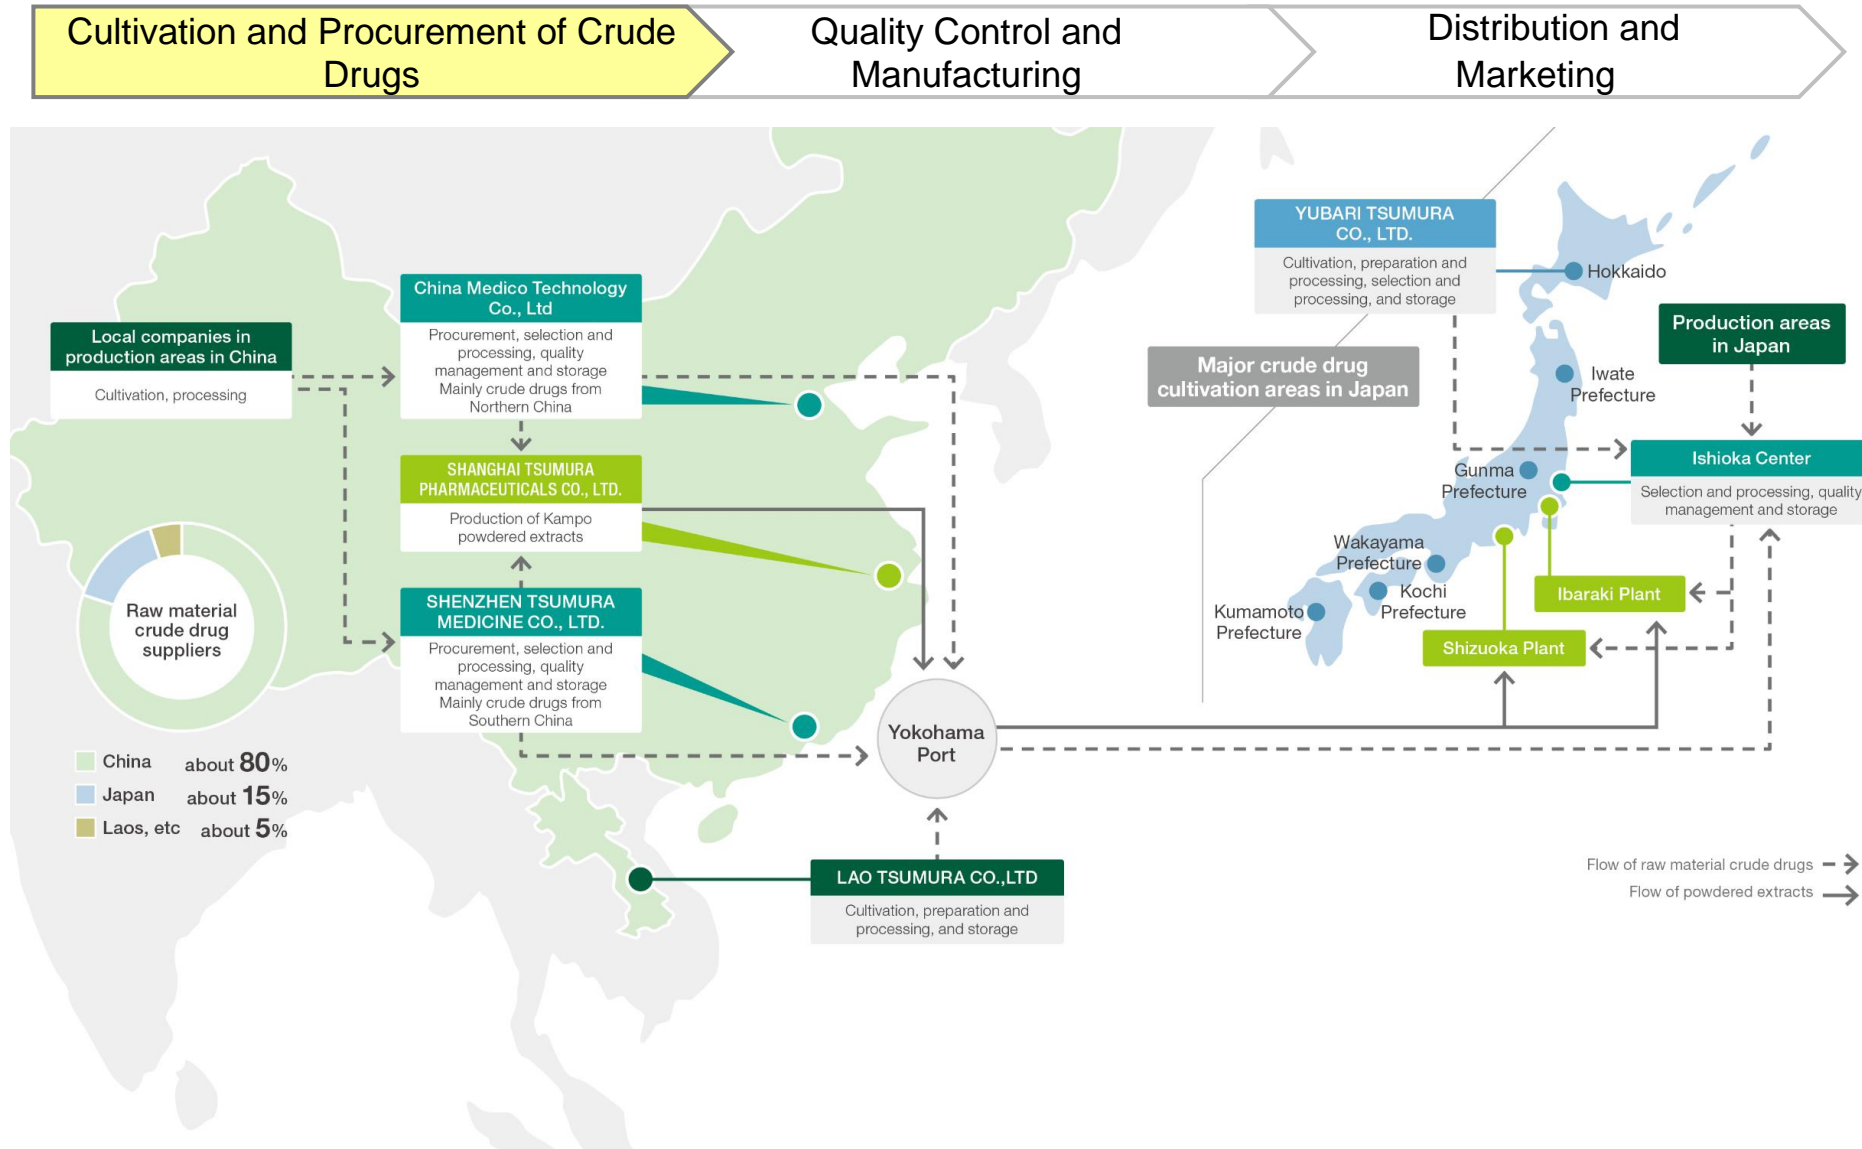 Cultivation and Procurement of Crude
Drugs
Quality Control and
Manufacturing
Distribution and
Marketing
Local companies in
production areas in China
Cultivation, processing
China Medico Technology
Co., Ltd
Procurement, selection and
processing, quality
management and storage
Mainly crude drugs from
Northern China
SHANGHAI TSUMURA
PHARMACEUTICALS CO., LTD.
Production of Kampo
powdered extracts
SHENZHEN TSUMURA
MEDICINE CO., LTD.
Procurement, selection and
processing, quality
management and storage
Mainly crude drugs from
Southern China
Raw material
crude drug
suppliers
China about 80%
Japan about 15%
Laos, etc about 5%
Yokohama
Port
LAO TSUMURA CO.,LTD
Cultivation, preparation and
processing, and storage
YUBARI TSUMURA
CO., LTD.
Cultivation, preparation and
processing, selection and
processing, and storage
Major crude drug
cultivation areas in Japan
Hokkaido
Production areas
in Japan
Iwate
Prefecture
Ishioka Center
Selection and processing, quality
management and storage
Gunma
Prefecture
Wakayama
Prefecture
Kochi
Prefecture
Kumamoto
Prefecture
Ibaraki Plant
Shizuoka Plant
Flow of raw material crude drugs
Flow of powdered extracts